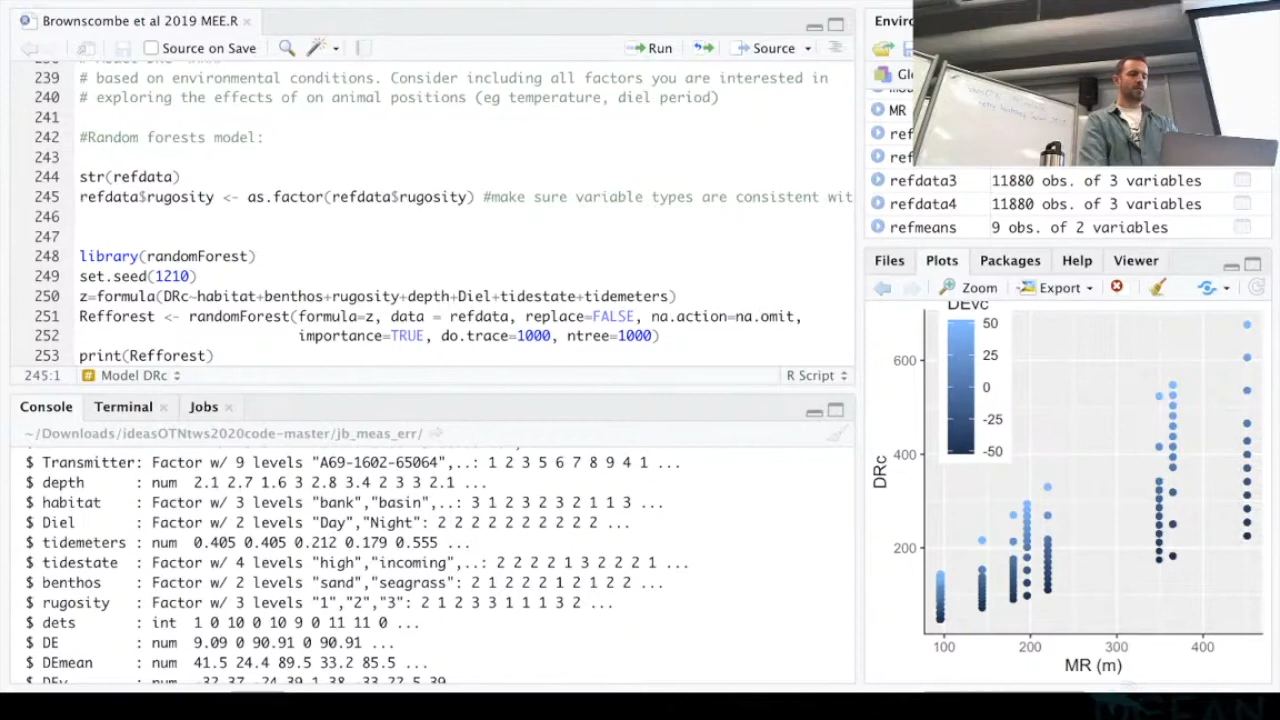 Brownscombe et al 2019 MEE.R
Source on Save
Run
Source
239 # based on environmental conditions. Consider including all factors you are interested in
240 # exploring the effects of on animal positions (eg temperature, diel period)
241
242 #Random forests model:
243
244 str(refdata)
245 refdata$rugosity <- as.factor(refdata$rugosity) #make sure variable types are consistent wit
246
247
248 library(randomForest)
249 set.seed(1210)
250 z=formula(DRc~habitat+benthos+rugosity+depth+Diel+tidestate+tidemeters)
251 Refforest <- randomForest(formula=z, data = refdata, replace=FALSE, na.action=na.omit,
252 importance=TRUE, do.trace=1000, ntree=1000)
253 print(Refforest)
245:1 Model DRc R Script
Console Terminal Jobs
~/Downloads/ideasOTNtws2020code-master/jb_meas_err/
$ Transmitter: Factor w/ 9 levels "A69-1602-65064",..: 1 2 3 5 6 7 8 9 4 1 ...
$ depth : num 2.1 2.7 1.6 3 2.8 3.4 2 3 3 2.1 ...
$ habitat : Factor w/ 3 levels "bank","basin",..: 3 1 2 3 2 3 2 1 1 3 ...
$ Diel : Factor w/ 2 levels "Day","Night": 2 2 2 2 2 2 2 2 2 2 ...
$ tidemeters : num 0.405 0.405 0.212 0.179 0.555 ...
$ tidestate : Factor w/ 4 levels "high","incoming",..: 2 2 2 2 1 3 2 2 2 1 ...
$ benthos : Factor w/ 2 levels "sand","seagrass": 2 1 2 2 2 1 2 1 2 2 ...
$ rugosity : Factor w/ 3 levels "1","2","3": 2 1 2 3 3 1 1 1 3 2 ...
$ dets : int 1 0 10 0 10 9 0 11 11 0 ...
$ DE : num 9.09 0 90.91 0 90.91 ...
$ DEmean : num 41.5 24.4 89.5 33.2 85.5 ...
MR
refdata3 11880 obs. of 3 variables
refdata4 11880 obs. of 3 variables
refmeans 9 obs. of 2 variables
Files Plots Packages Help Viewer
Zoom Export
DEvc
50
25
0
-25
-50
600
400
200
DRc
100 200 300 400
MR (m)